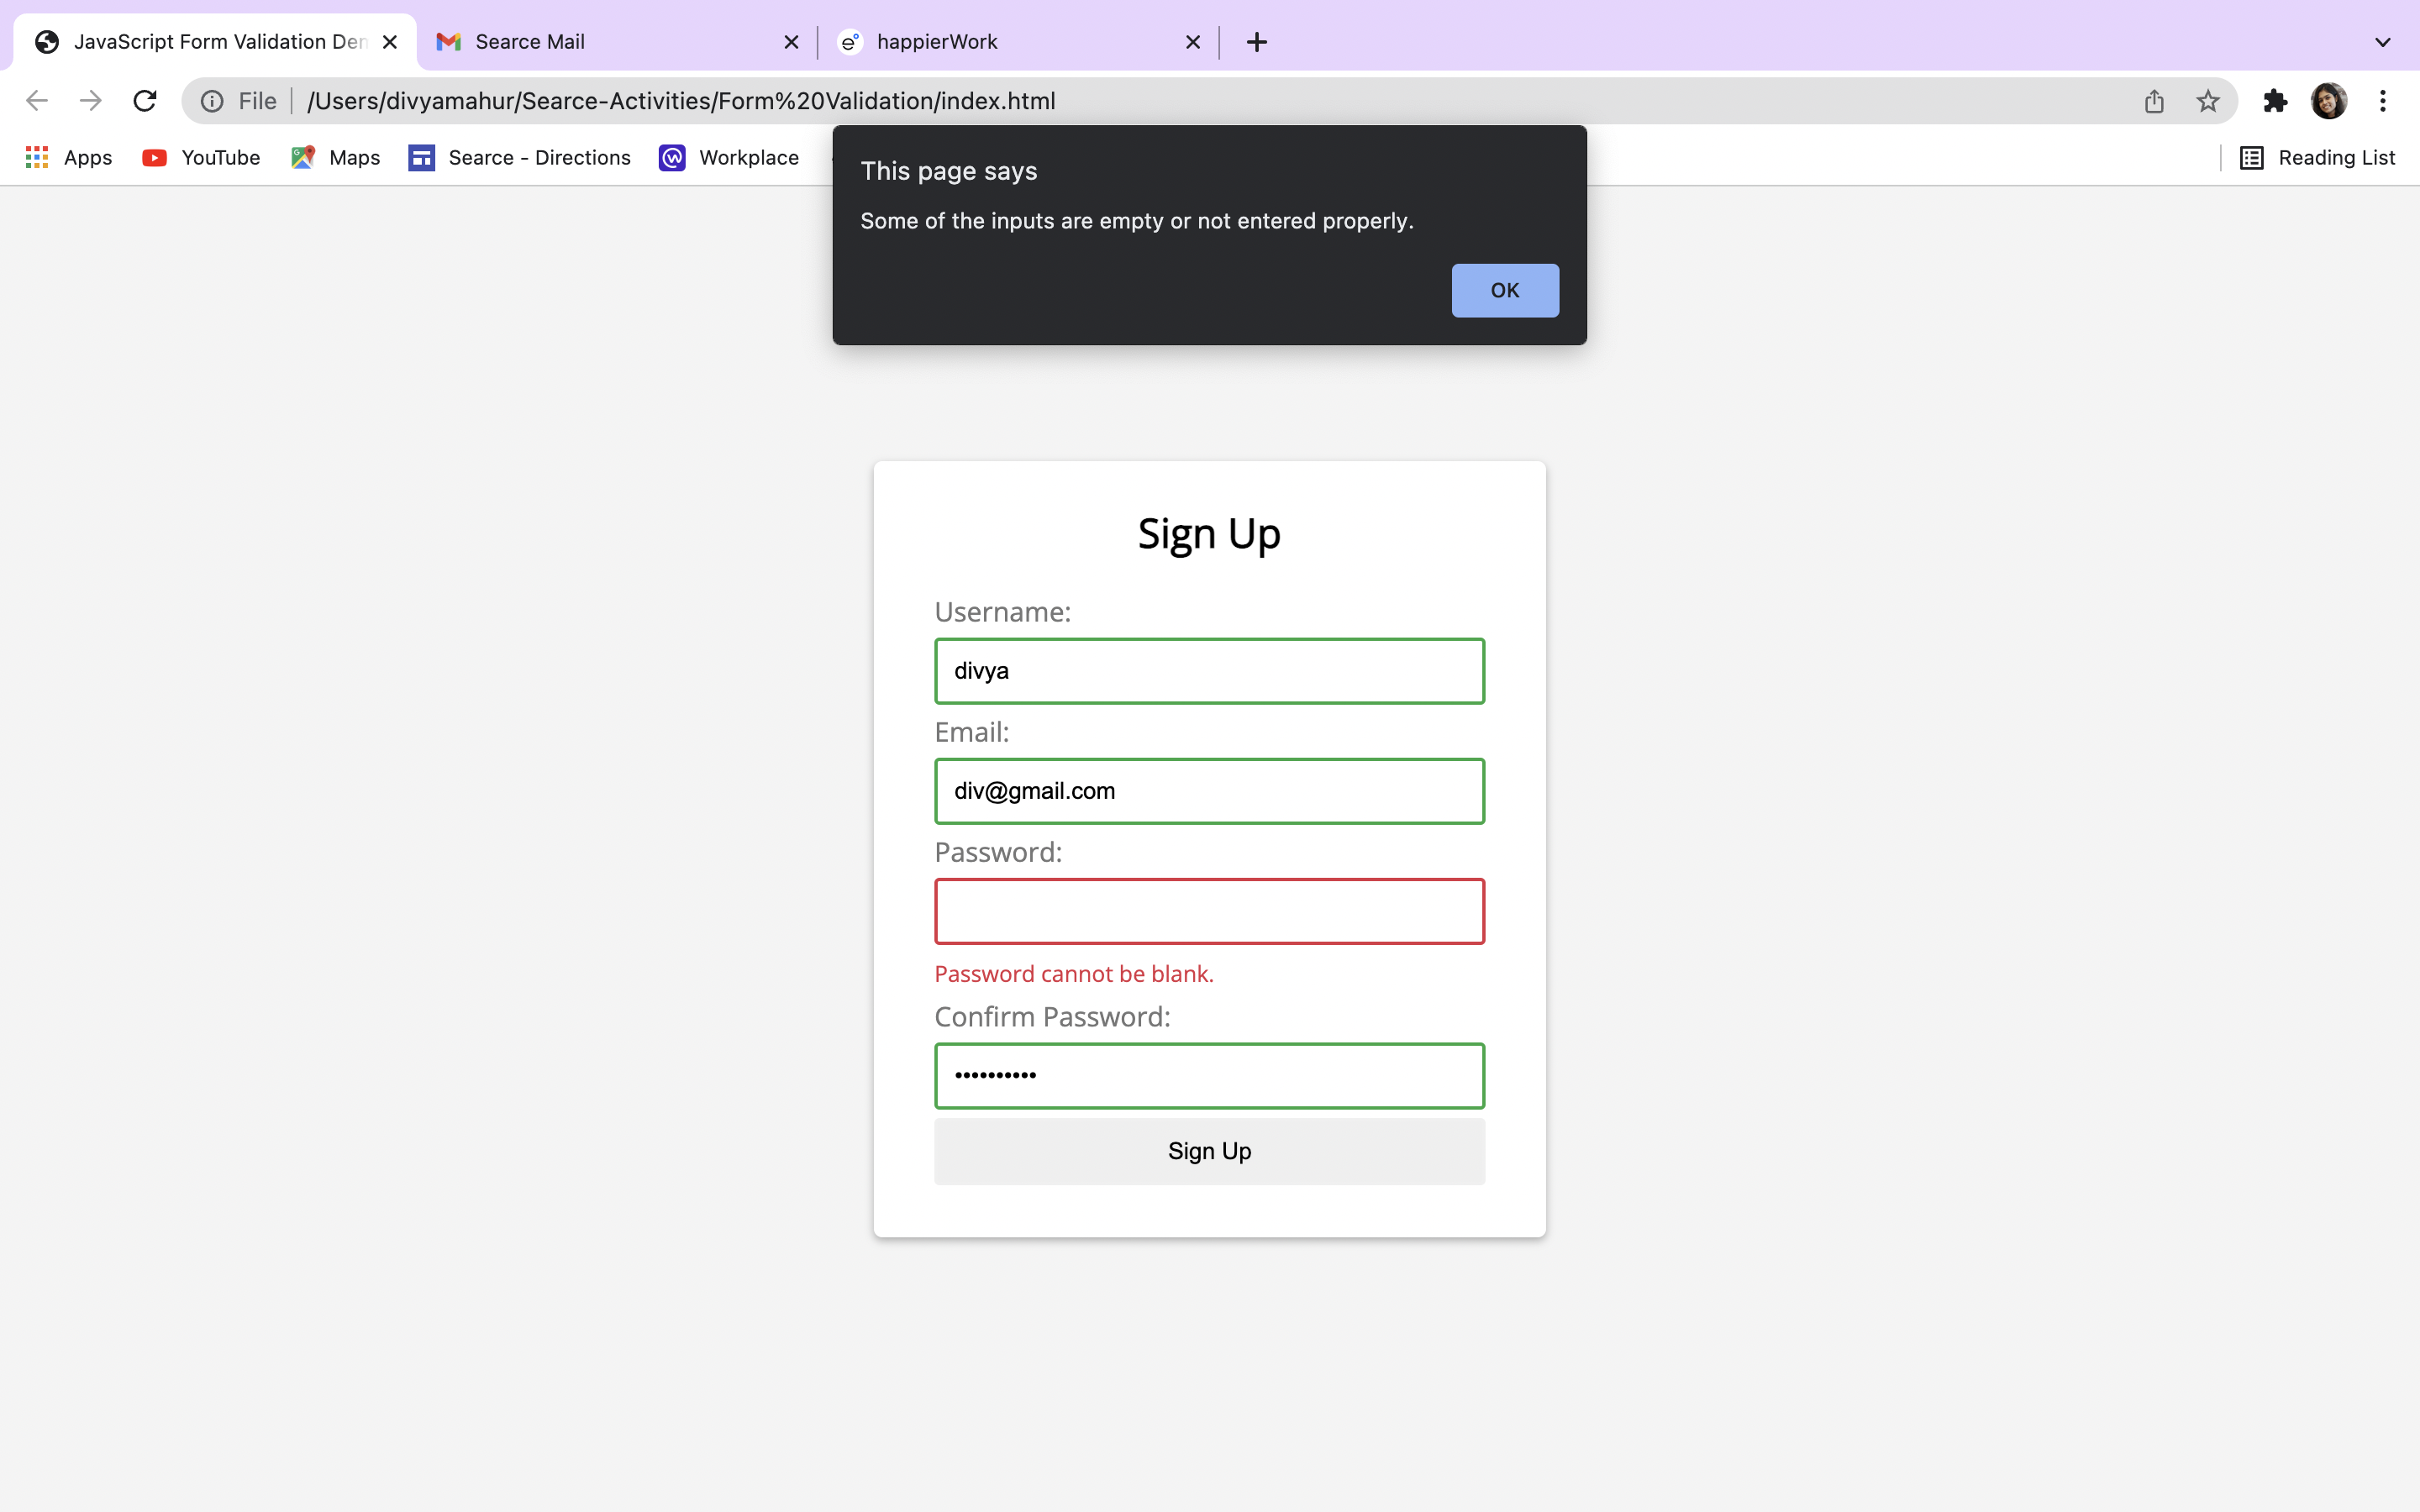 JavaScript Form Validation Den
Searce Mail
happierWork
File
/Users/divyamahur/Searce-Activities/Form%20Validation/index.html
Apps
YouTube
Maps
Searce - Directions
Workplace
Reading List
This page says
Some of the inputs are empty or not entered properly.
OK
Sign Up
Username:
divya
Email:
div@gmail.com
Password:
Password cannot be blank.
Confirm Password:
••••••••••
Sign Up